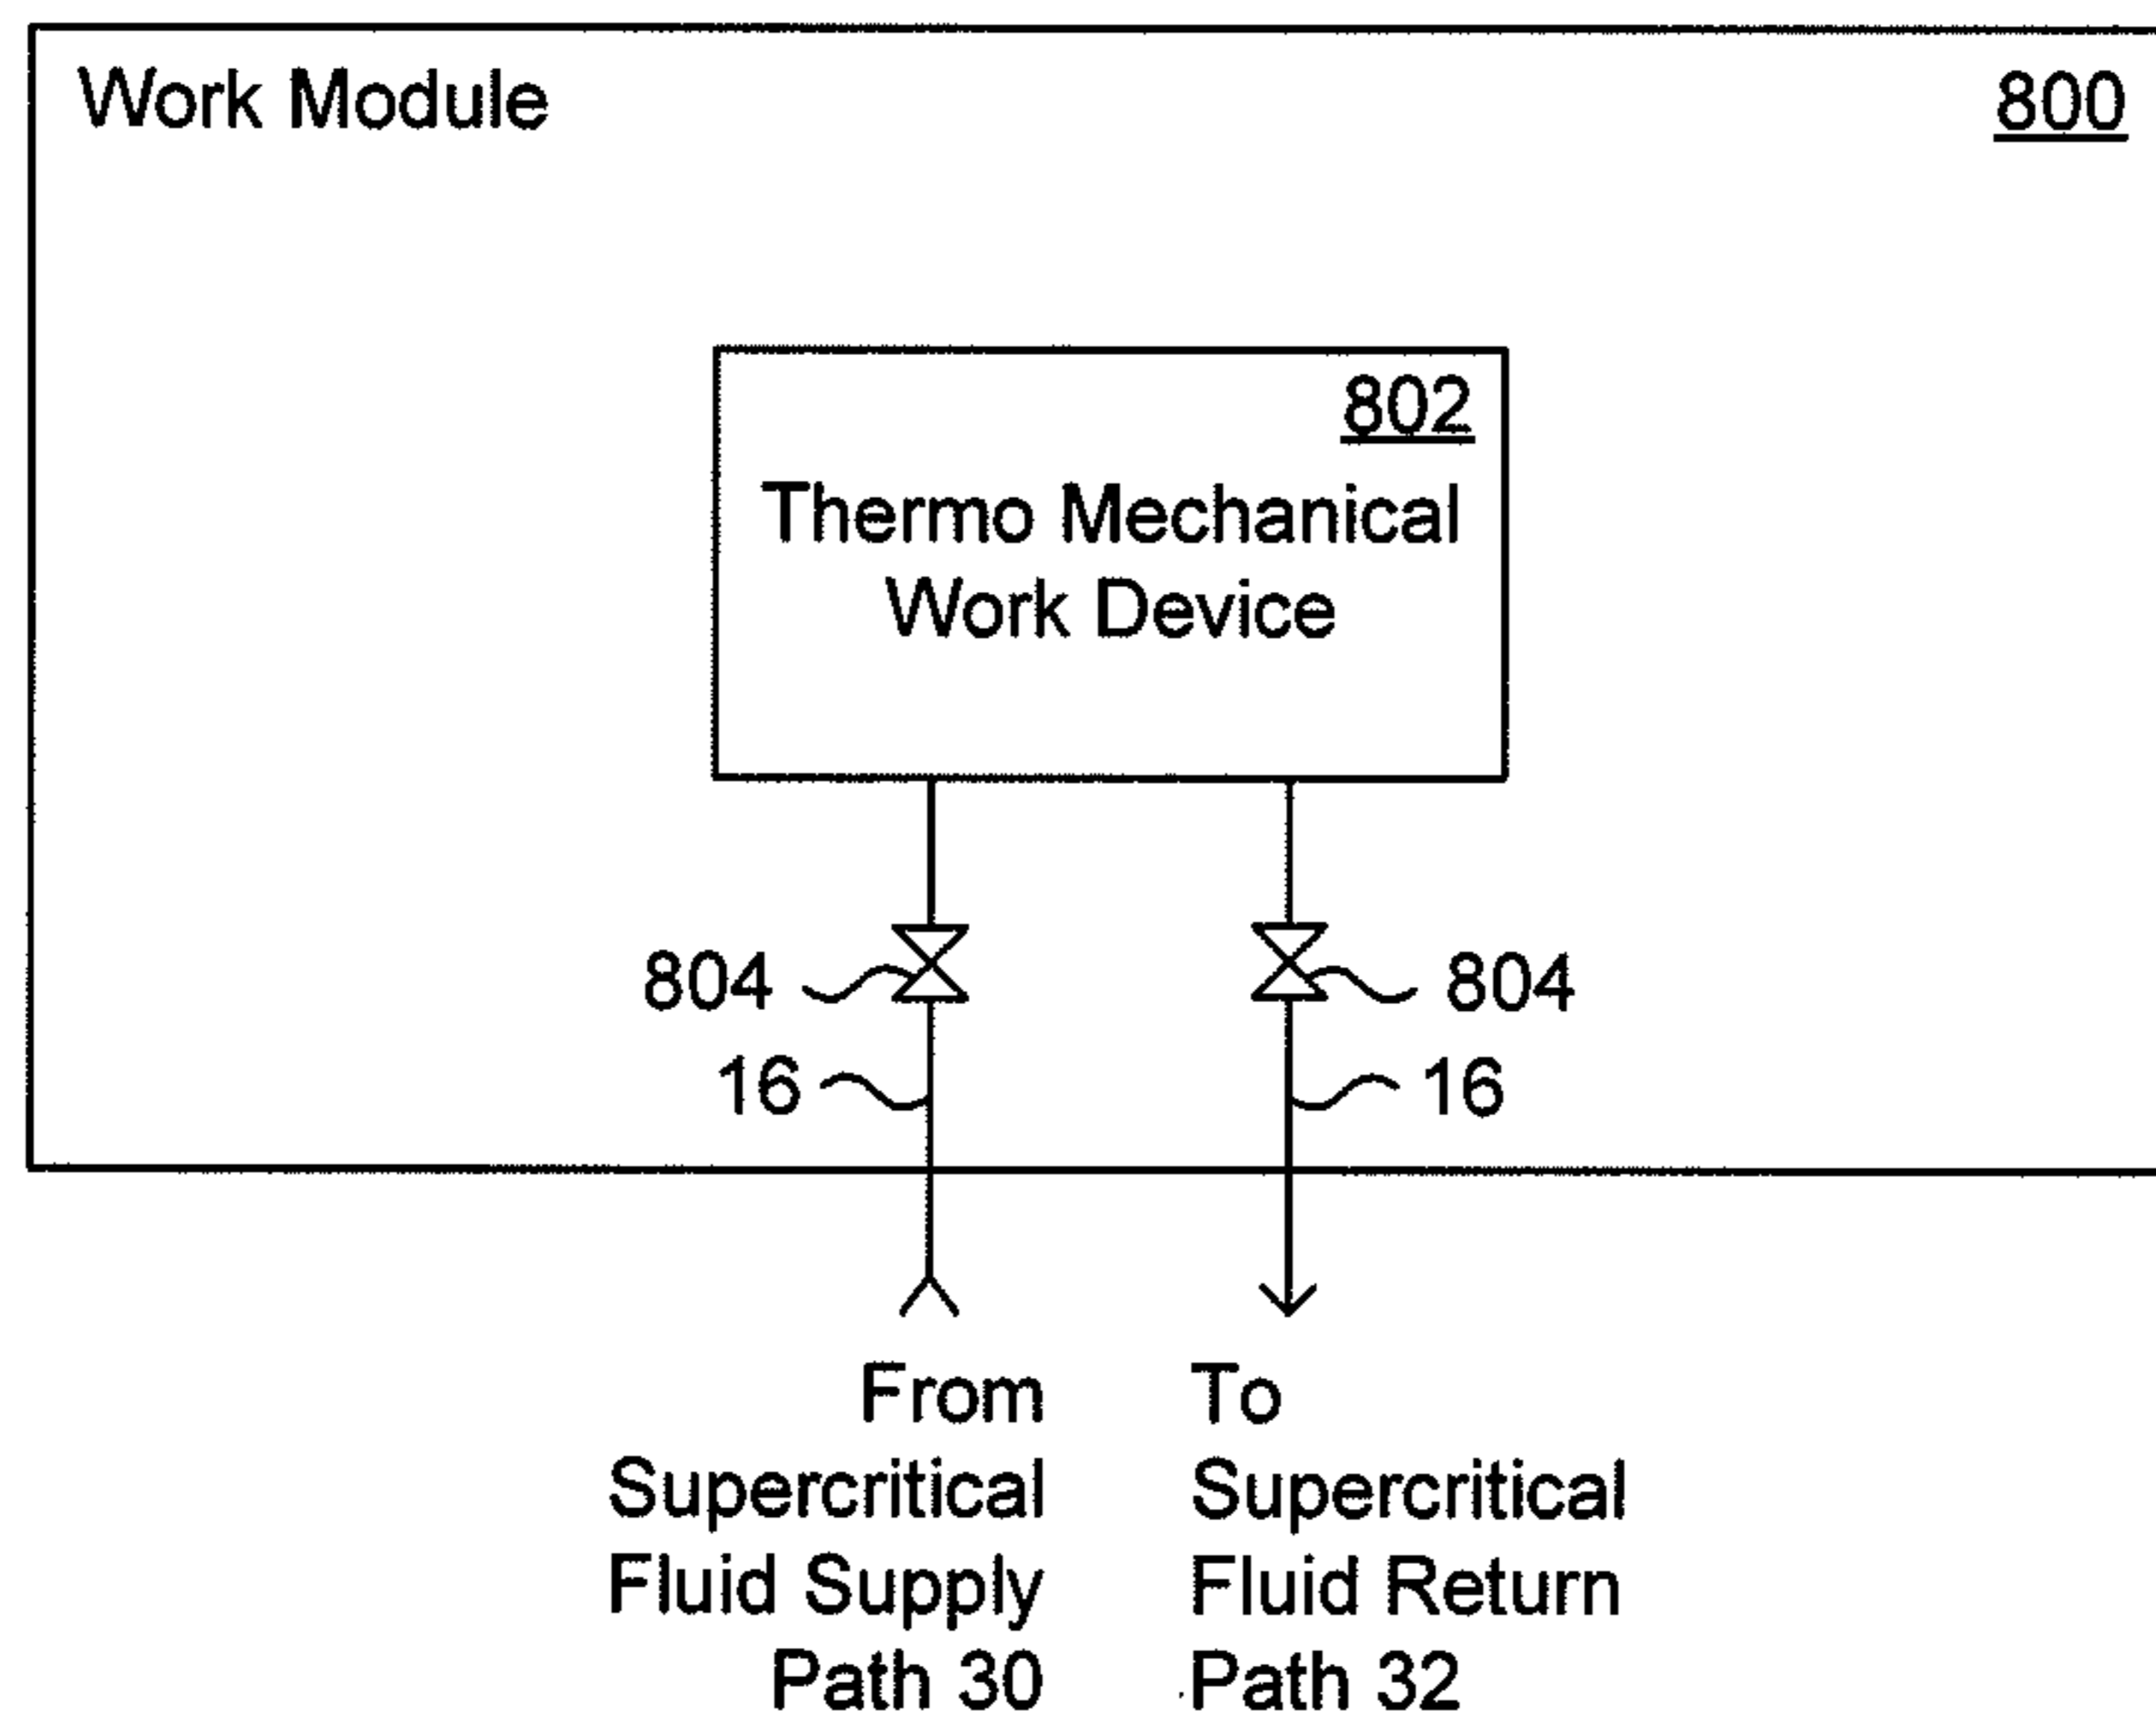 Work Module 800
802
Thermo Mechanical
Work Device
804 804
16 16
From
Supercritical
Fluid Supply
Path 30
To
Supercritical
Fluid Return
Path 32